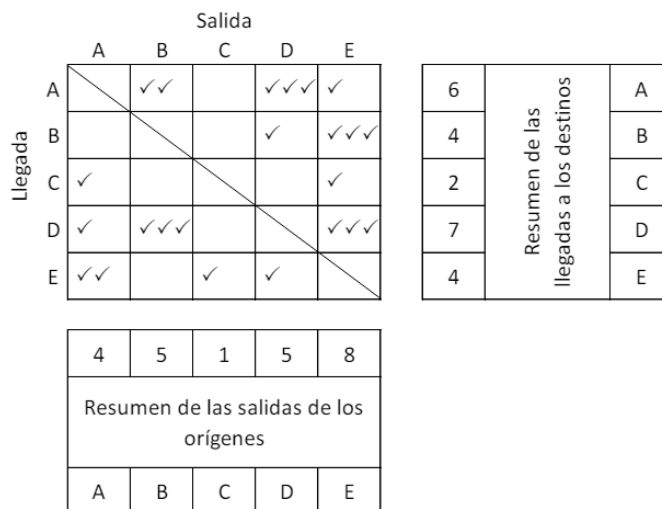 Salida
A B C D E
Llegada
A ✓✓ ✓✓✓ ✓
B ✓ ✓✓✓
C ✓ ✓
D ✓ ✓✓✓ ✓✓✓
E ✓✓ ✓ ✓
6 A
4 B
2 C
7 D
4 E
Resumen de las
llegadas a los destinos
4 5 1 5 8
Resumen de las salidas de los
orígenes
A B C D E